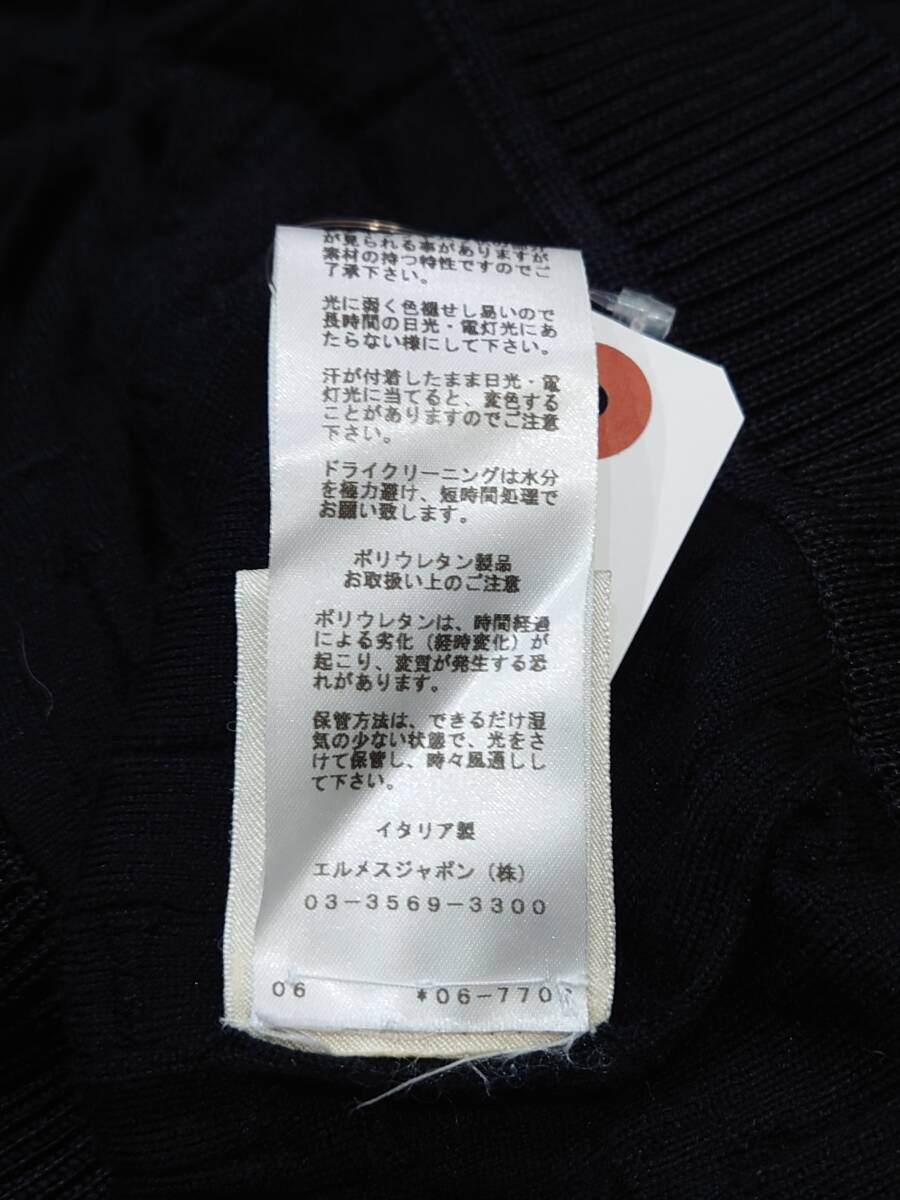 が見られる事がありますが
素材の持つ特性ですのでご
了承下さい。
光に弱く色褪せし易いので
長時間の日光・電灯光にあ
たらない様にして下さい。
汗が付着したまま日光・電
灯光に当てると、変色する
ことがありますのでご注意
下さい。
ドライクリーニングは水分
を極力避け、短時間処理で
お願い致します。
ポリウレタン製品
お取扱い上のご注意
ポリウレタンは、時間経過
による劣化（経時変化）が
起こり、変質が発生する恐
れがあります。
保管方法は、できるだけ湿
気の少ない状態で、光をさ
けて保管し、時々風通しし
て下さい。
イタリア製
エルメスジャポン（株）
03-3569-3300
06 *06-770